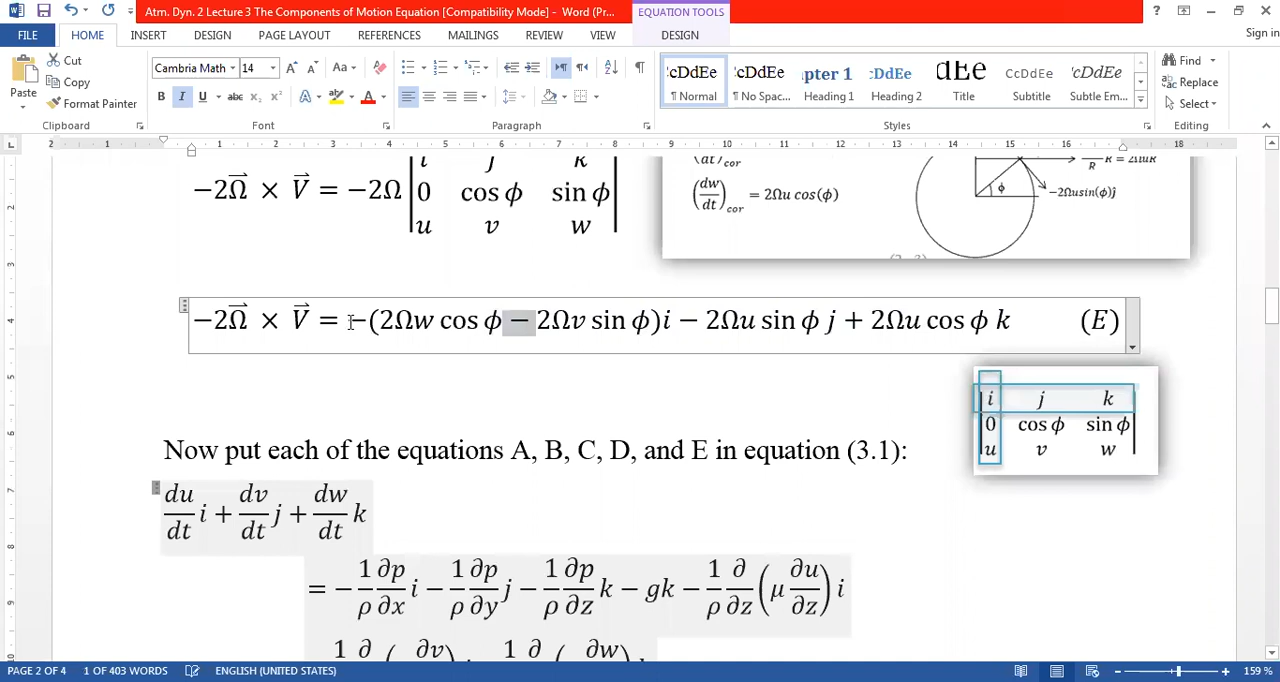 Atm. Dyn. 2 Lecture 3 The Components of Motion Equation [Compatibility Mode] - Word (Pr...
EQUATION TOOLS
Sign in
FILE HOME INSERT DESIGN PAGE LAYOUT REFERENCES MAILINGS REVIEW VIEW DESIGN
Paste
Cut
Copy
Format Painter
Cambria Math 14
Clipboard Font Paragraph Styles Editing
¶ Normal
¶ No Spac...
Heading 1
Heading 2
Title
Subtitle
Subtle Em...
Find
Replace
Select
−2Ω⃗ × V⃗ = −2Ω | i j k |
| 0 cos ϕ sin ϕ |
| u v w |
(dw/dt)_cor = 2Ωu cos(ϕ)
ϕ
−2Ωusin(ϕ)ĵ
−2Ω⃗ × V⃗ = −(2Ωw cos ϕ − 2Ωv sin ϕ)i − 2Ωu sin ϕ j + 2Ωu cos ϕ k (E)
i j k
0 cos ϕ sin ϕ
u v w
Now put each of the equations A, B, C, D, and E in equation (3.1):
du/dt i + dv/dt j + dw/dt k
= − 1/ρ ∂p/∂x i − 1/ρ ∂p/∂y j − 1/ρ ∂p/∂z k − gk − 1/ρ ∂/∂z (μ ∂u/∂z) i
PAGE 2 OF 4 1 OF 403 WORDS ENGLISH (UNITED STATES) 159 %